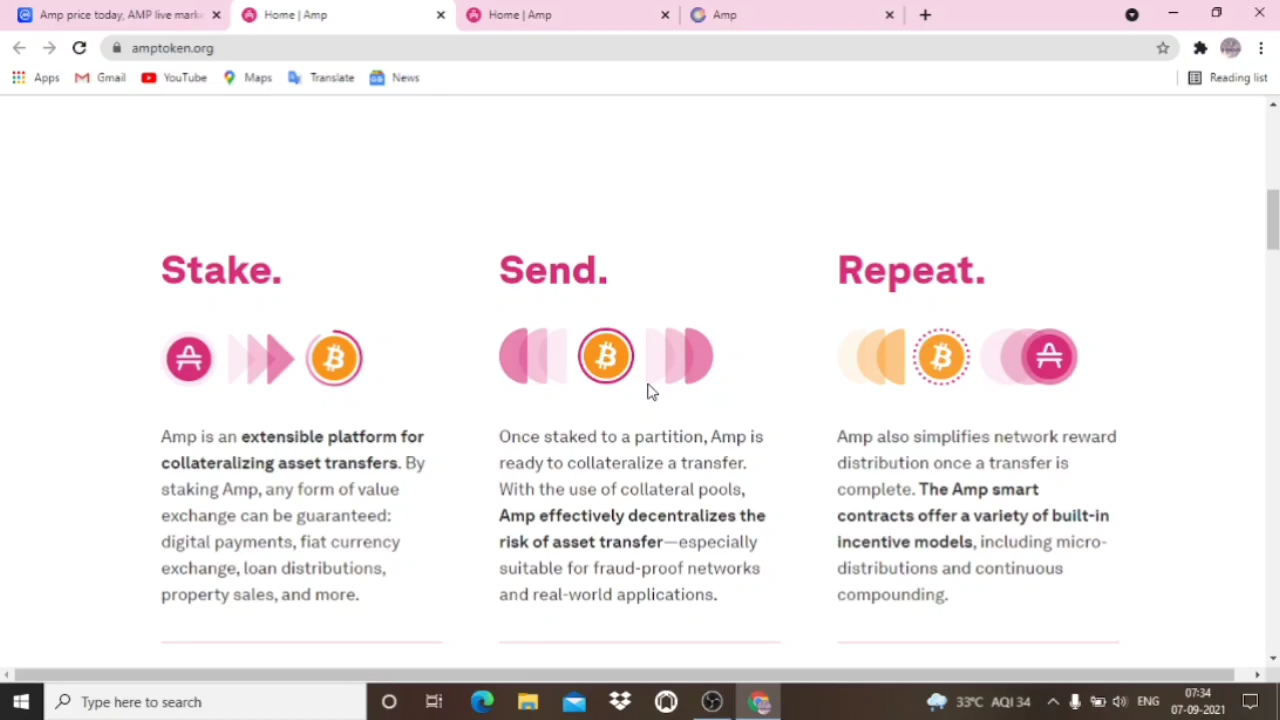 Amp price today, AMP live mark
Home | Amp
Home | Amp
Amp
amptoken.org
Apps
Gmail
YouTube
Maps
Translate
News
Reading list
Stake.
Send.
Repeat.
Amp is an extensible platform for
collateralizing asset transfers. By
staking Amp, any form of value
exchange can be guaranteed:
digital payments, fiat currency
exchange, loan distributions,
property sales, and more.
Once staked to a partition, Amp is
ready to collateralize a transfer.
With the use of collateral pools,
Amp effectively decentralizes the
risk of asset transfer—especially
suitable for fraud-proof networks
and real-world applications.
Amp also simplifies network reward
distribution once a transfer is
complete. The Amp smart
contracts offer a variety of built-in
incentive models, including micro-
distributions and continuous
compounding.
Type here to search
33°C AQI 34
ENG
07:34
07-09-2021